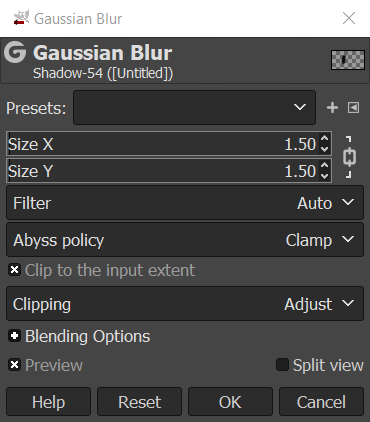 Gaussian Blur
Gaussian Blur
Shadow-54 ([Untitled])
Presets:
Size X 1.50
Size Y 1.50
Filter Auto
Abyss policy Clamp
Clip to the input extent
Clipping Adjust
Blending Options
Preview Split view
Help Reset OK Cancel